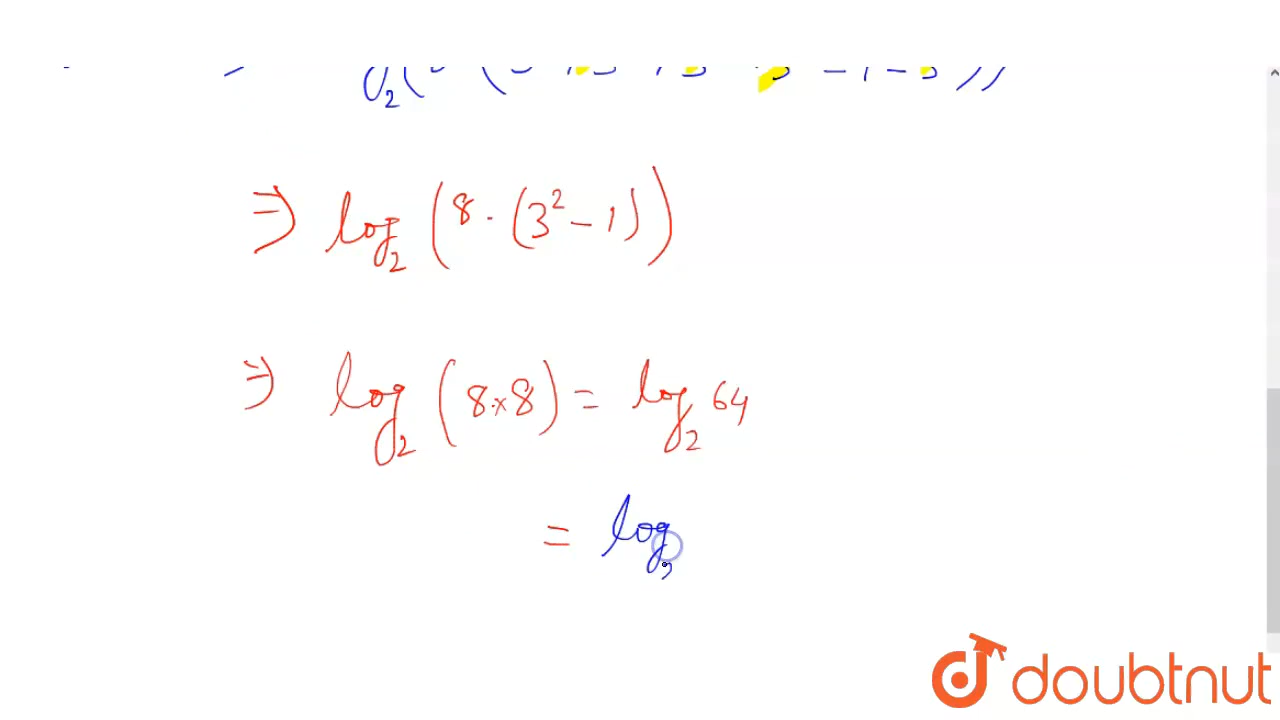 ⇒ log₂ (8 · (3² − 1))
⇒ log₂ (8 × 8) = log₂ 64
= log
doubtnut